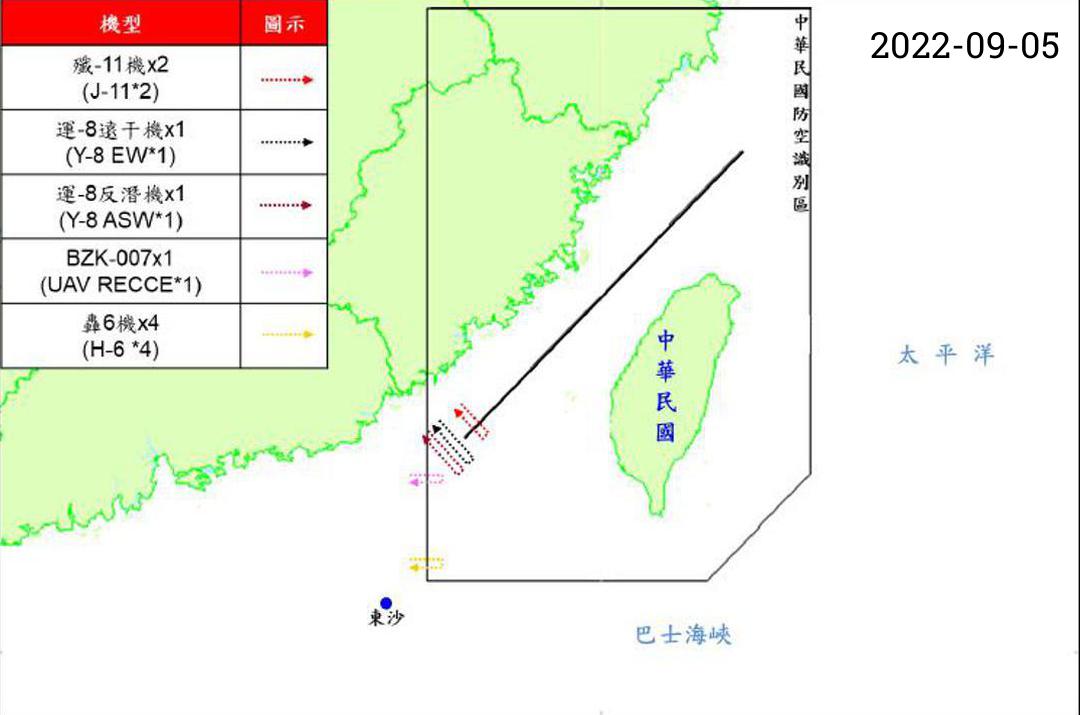 機型 圖示
殲-11機x2
(J-11*2)
運-8遠干機x1
(Y-8 EW*1)
運-8反潛機x1
(Y-8 ASW*1)
BZK-007x1
(UAV RECCE*1)
轟6機x4
(H-6 *4)
2022-09-05
中華民國防空識別區
中華民國
太平洋
東沙
巴士海峽